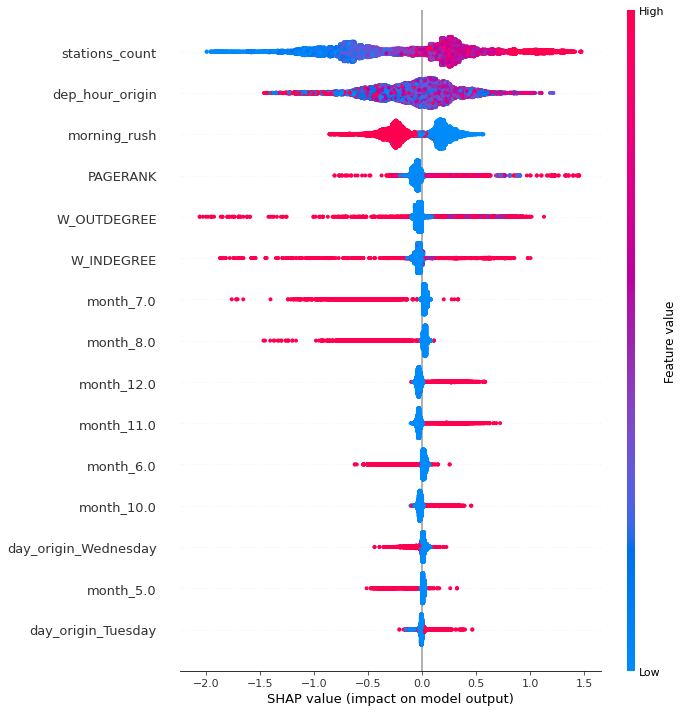 High
stations_count
dep_hour_origin
morning_rush
PAGERANK
W_OUTDEGREE
W_INDEGREE
month_7.0
month_8.0
month_12.0
month_11.0
month_6.0
month_10.0
day_origin_Wednesday
month_5.0
day_origin_Tuesday
Feature value
Low
−2.0 −1.5 −1.0 −0.5 0.0 0.5 1.0 1.5
SHAP value (impact on model output)